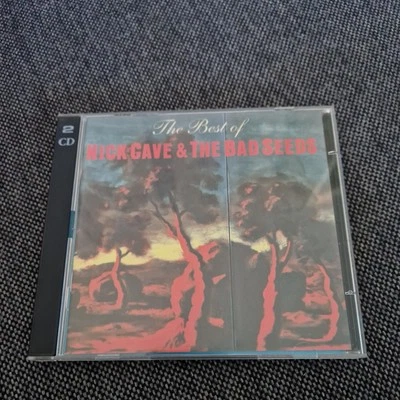 The Best of
NICK CAVE & THE BAD SEEDS
2
CD